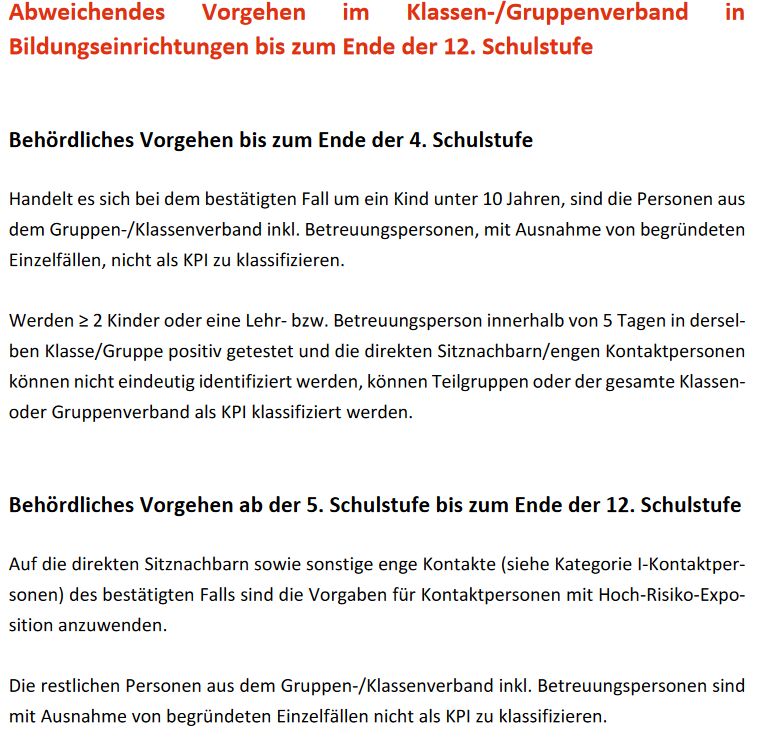 Abweichendes Vorgehen im Klassen-/Gruppenverband in
Bildungseinrichtungen bis zum Ende der 12. Schulstufe
Behördliches Vorgehen bis zum Ende der 4. Schulstufe
Handelt es sich bei dem bestätigten Fall um ein Kind unter 10 Jahren, sind die Personen aus
dem Gruppen-/Klassenverband inkl. Betreuungspersonen, mit Ausnahme von begründeten
Einzelfällen, nicht als KPI zu klassifizieren.
Werden ≥ 2 Kinder oder eine Lehr- bzw. Betreuungsperson innerhalb von 5 Tagen in dersel-
ben Klasse/Gruppe positiv getestet und die direkten Sitznachbarn/engen Kontaktpersonen
können nicht eindeutig identifiziert werden, können Teilgruppen oder der gesamte Klassen-
oder Gruppenverband als KPI klassifiziert werden.
Behördliches Vorgehen ab der 5. Schulstufe bis zum Ende der 12. Schulstufe
Auf die direkten Sitznachbarn sowie sonstige enge Kontakte (siehe Kategorie I-Kontaktper-
sonen) des bestätigten Falls sind die Vorgaben für Kontaktpersonen mit Hoch-Risiko-Expo-
sition anzuwenden.
Die restlichen Personen aus dem Gruppen-/Klassenverband inkl. Betreuungspersonen sind
mit Ausnahme von begründeten Einzelfällen nicht als KPI zu klassifizieren.